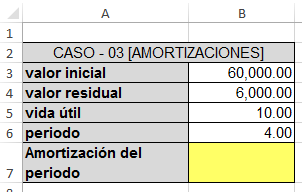 A B
1
2 CASO - 03 [AMORTIZACIONES]
3 valor inicial 60,000.00
4 valor residual 6,000.00
5 vida útil 10.00
6 periodo 4.00
Amortización del
7 periodo